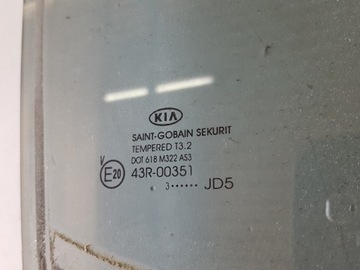 KIA
SAINT-GOBAIN SEKURIT
TEMPERED T3.2
DOT 618 M322 AS3
V
E20 43R-00351
3······ JD5